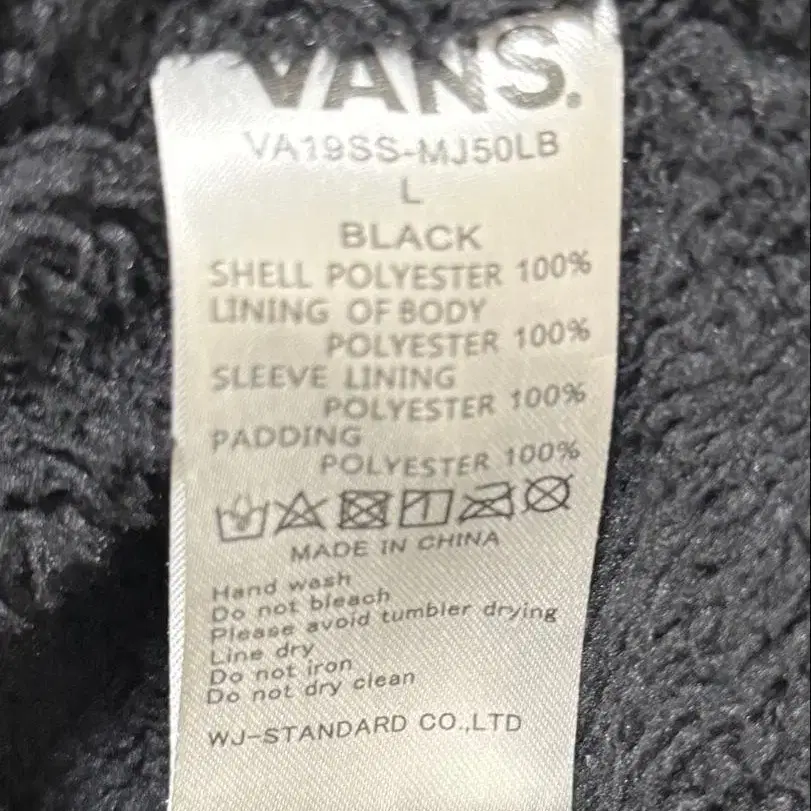 VANS.
VA19SS-MJ50LB
L
BLACK
SHELL POLYESTER 100%
LINING OF BODY
POLYESTER 100%
SLEEVE LINING
POLYESTER 100%
PADDING
POLYESTER 100%
MADE IN CHINA
Hand wash
Do not bleach
Please avoid tumbler drying
Line dry
Do not iron
Do not dry clean
WJ-STANDARD CO.,LTD